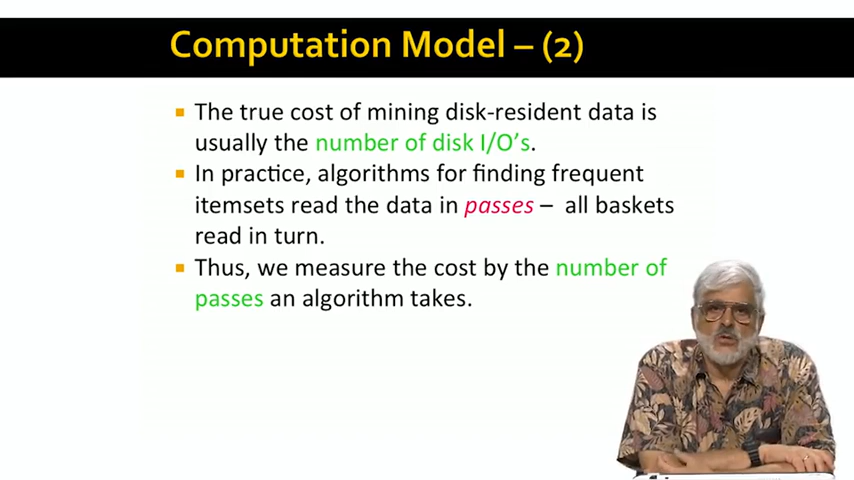 Computation Model – (2)
The true cost of mining disk-resident data is
usually the number of disk I/O's.
In practice, algorithms for finding frequent
itemsets read the data in passes – all baskets
read in turn.
Thus, we measure the cost by the number of
passes an algorithm takes.